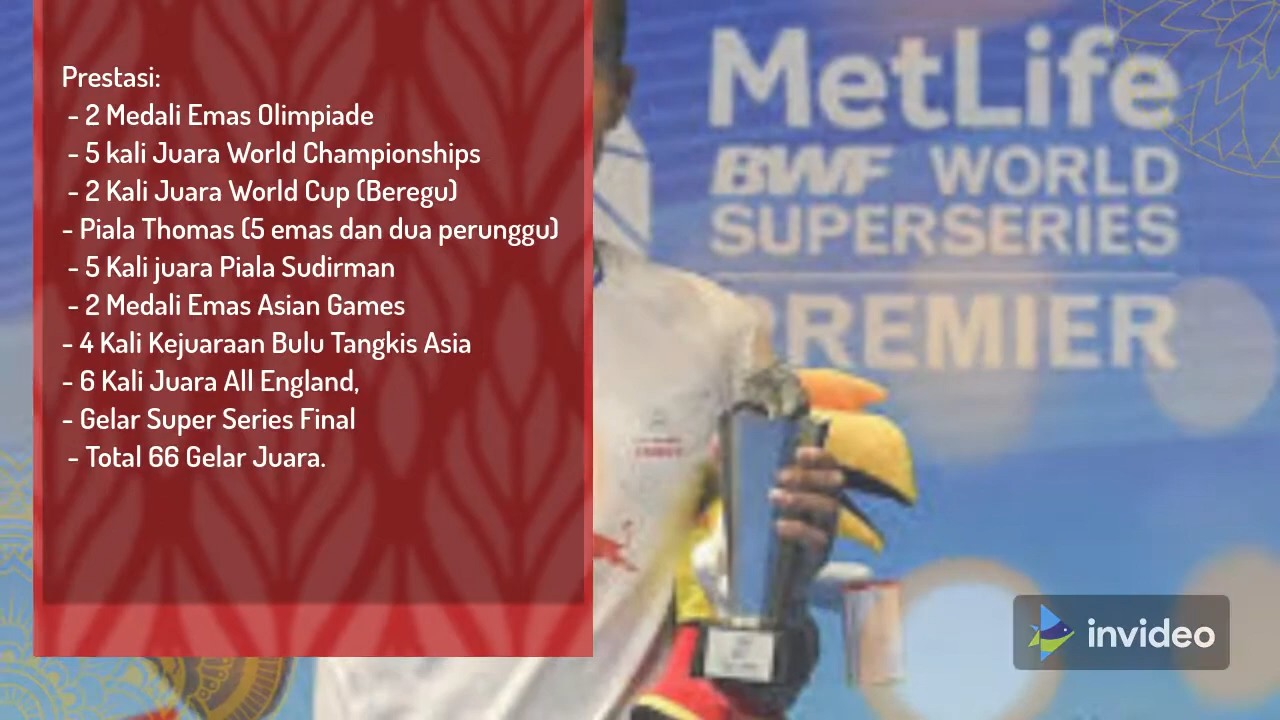 Prestasi:
- 2 Medali Emas Olimpiade
- 5 kali Juara World Championships
- 2 Kali Juara World Cup (Beregu)
- Piala Thomas (5 emas dan dua perunggu)
- 5 Kali juara Piala Sudirman
- 2 Medali Emas Asian Games
- 4 Kali Kejuaraan Bulu Tangkis Asia
- 6 Kali Juara All England,
- Gelar Super Series Final
- Total 66 Gelar Juara.
MetLife
BWF WORLD
SUPERSERIES
PREMIER
invideo